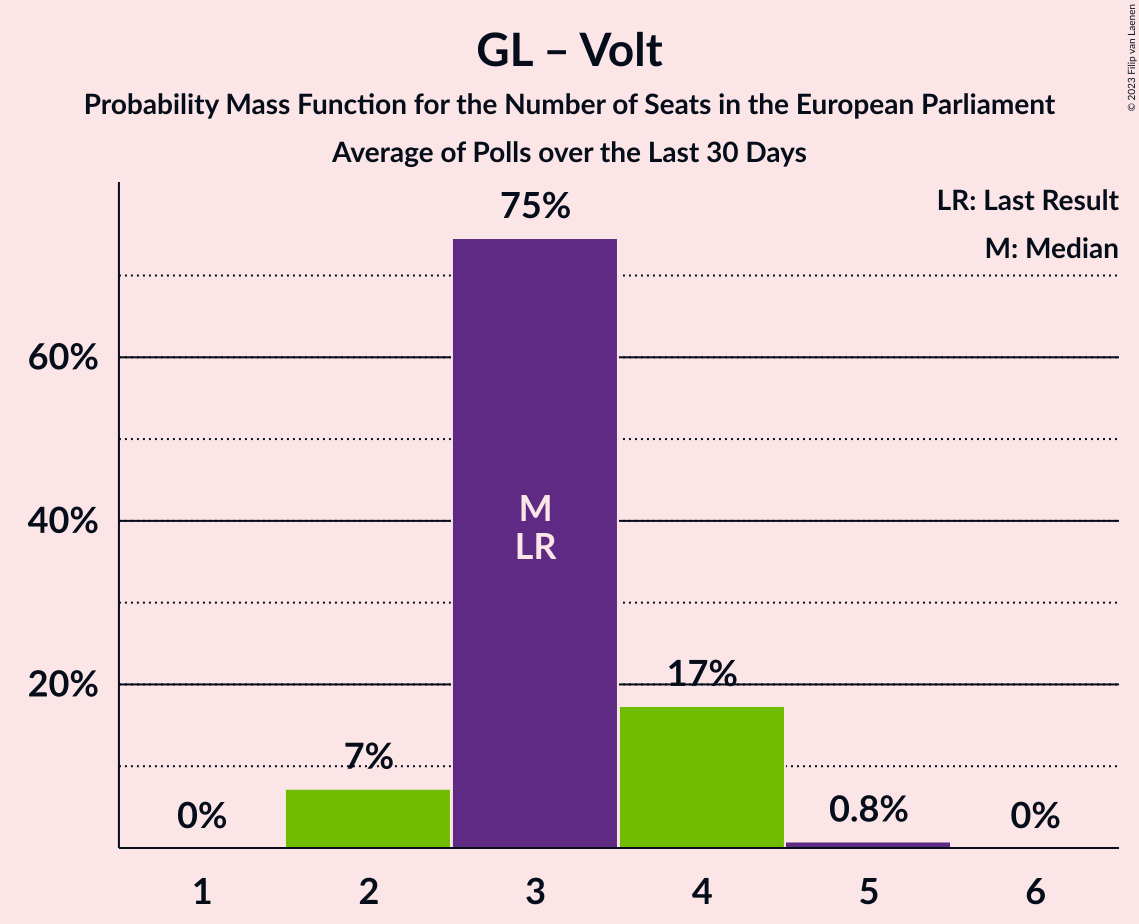 GL – Volt
Probability Mass Function for the Number of Seats in the European Parliament
Average of Polls over the Last 30 Days
© 2023 Filip van Laenen
LR: Last Result
M: Median
75%
60%
40%
20%
M
LR
17%
7%
0%
0.8%
0%
1 2 3 4 5 6